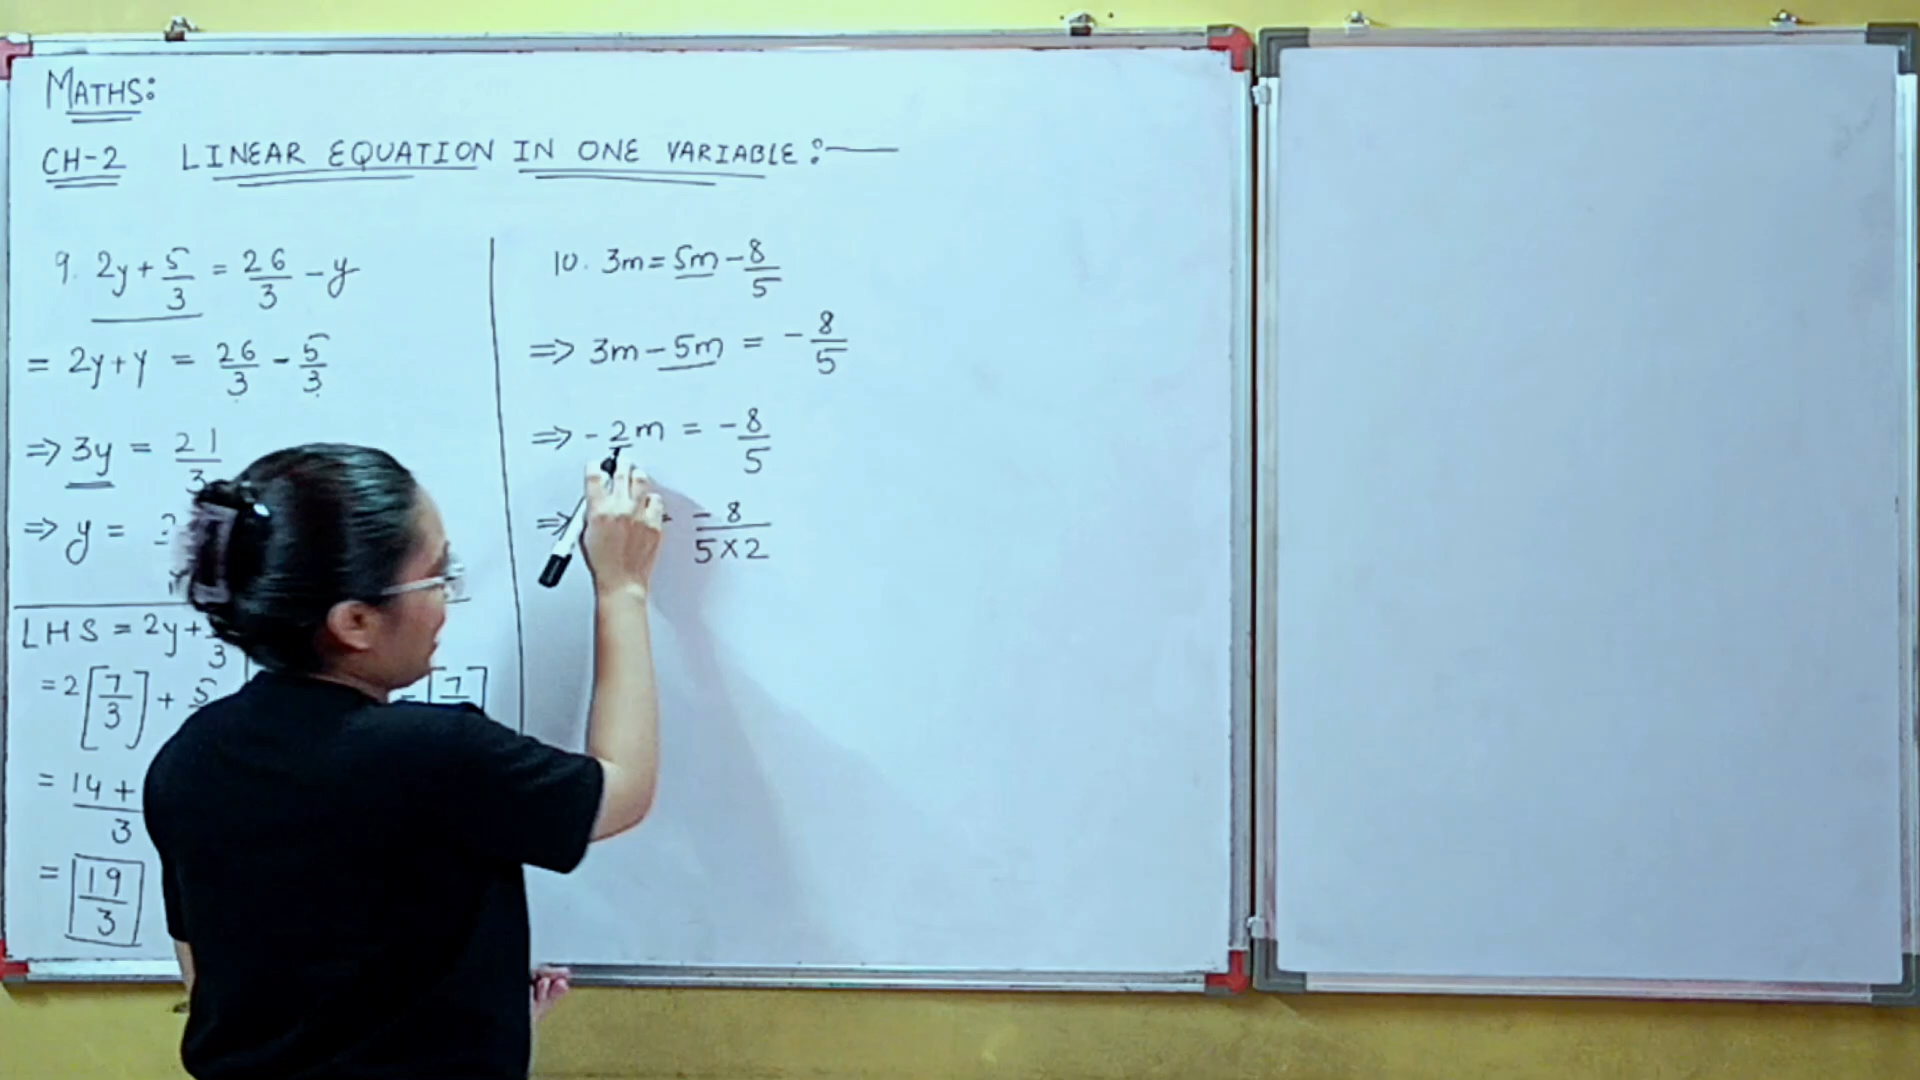 MATHS:
CH-2 LINEAR EQUATION IN ONE VARIABLE:—
9. 2y + 5/3 = 26/3 - y
= 2y + y = 26/3 - 5/3
⇒ 3y = 21/3
⇒ y =
LHS = 2y + /3
= 2[7/3] + 5
= 14 + /3
= 19/3
- [7
10. 3m = 5m - 8/5
⇒ 3m - 5m = - 8/5
⇒ - 2m = - 8/5
⇒ = - 8/5×2